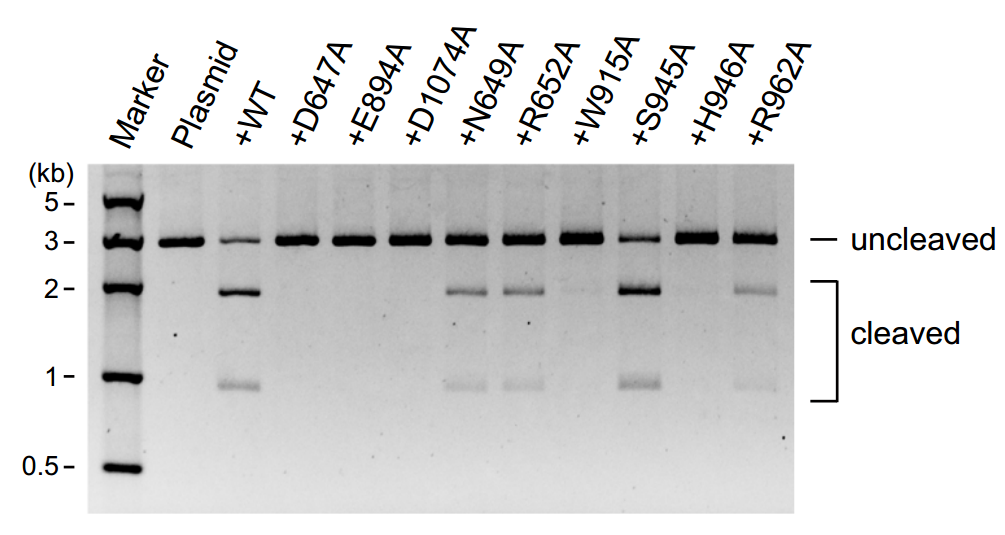 Marker
Plasmid
+WT
+D647A
+E894A
+D1074A
+N649A
+R652A
+W915A
+S945A
+H946A
+R962A
(kb)
5
3
uncleaved
2
cleaved
1
0.5